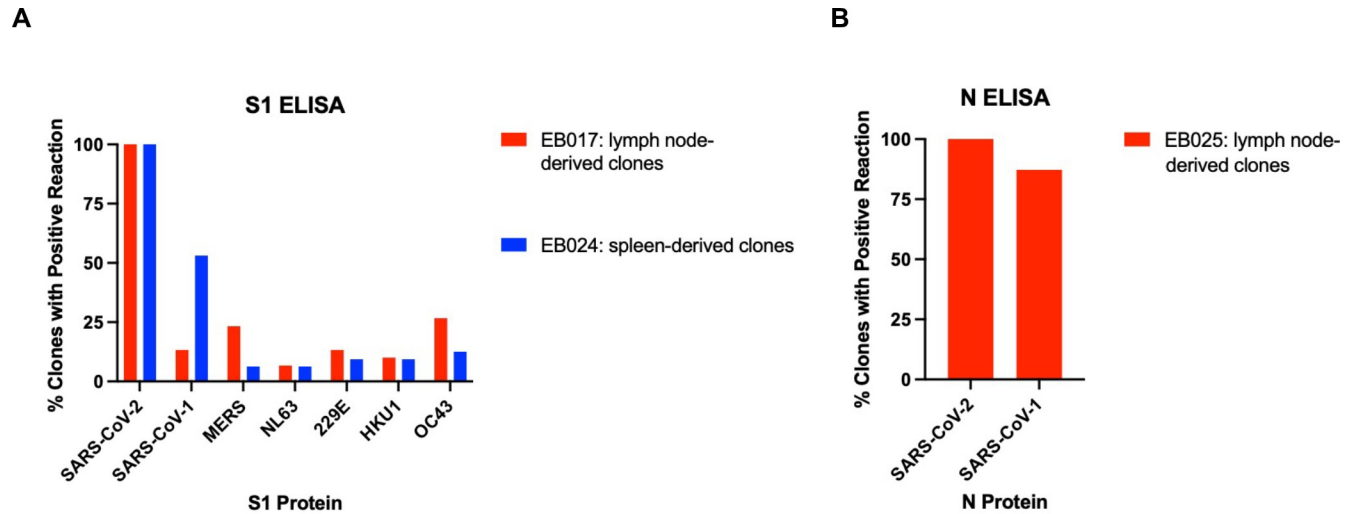 A
B
S1 ELISA
% Clones with Positive Reaction
100
75
50
25
0
SARS-CoV-2
SARS-CoV-1
MERS
NL63
229E
HKU1
OC43
S1 Protein
EB017: lymph node-
derived clones
EB024: spleen-derived clones
N ELISA
% Clones with Positive Reaction
100
75
50
25
0
SARS-CoV-2
SARS-CoV-1
N Protein
EB025: lymph node-
derived clones